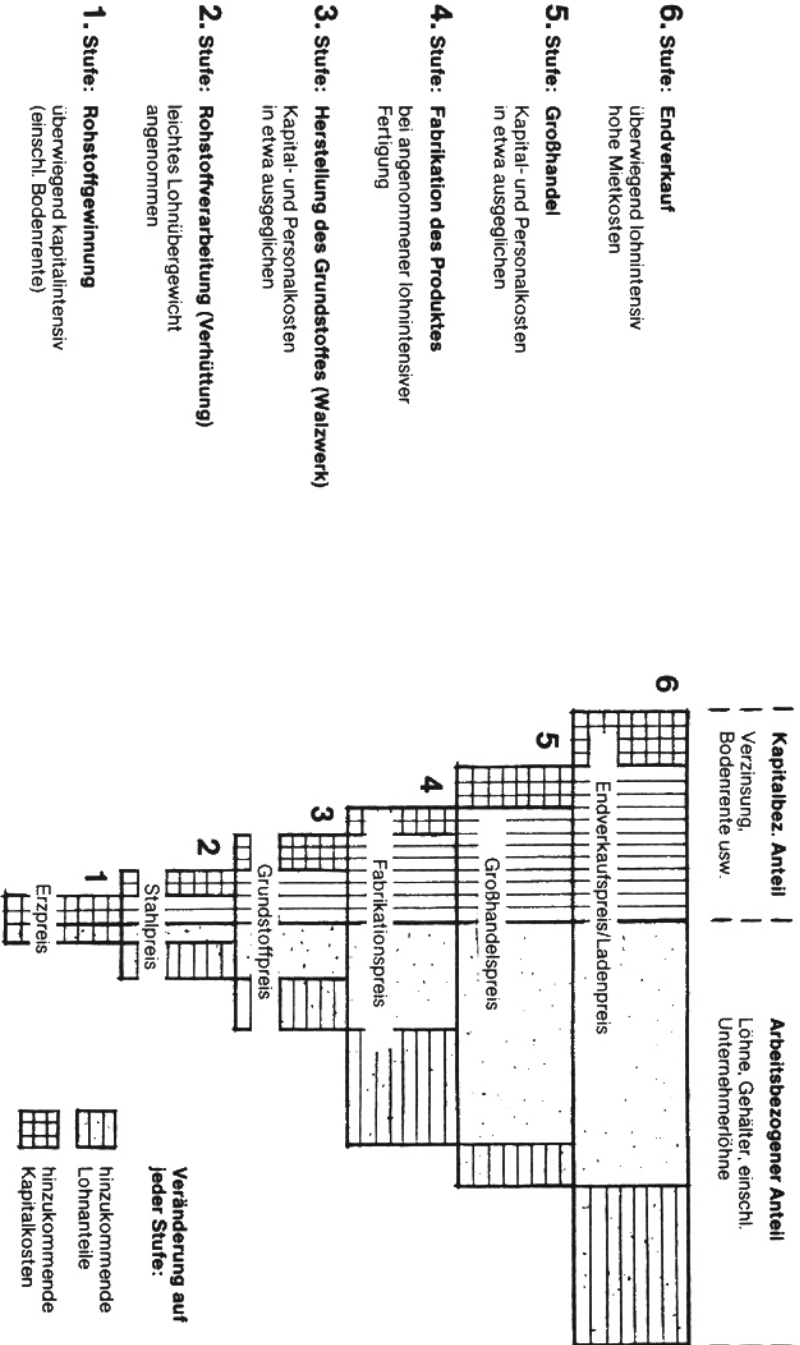 6. Stufe: Endverkauf
überwiegend lohnintensiv
hohe Mietkosten
5. Stufe: Großhandel
Kapital- und Personalkosten
in etwa ausgeglichen
4. Stufe: Fabrikation des Produktes
bei angenommener lohnintensiver
Fertigung
3. Stufe: Herstellung des Grundstoffes (Walzwerk)
Kapital- und Personalkosten
in etwa ausgeglichen
2. Stufe: Rohstoffverarbeitung (Verhüttung)
leichtes Lohnübergewicht
angenommen
1. Stufe: Rohstoffgewinnung
überwiegend kapitalintensiv
(einschl. Bodenrente)
Kapitalbez. Anteil
Verzinsung,
Bodenrente usw.
Arbeitsbezogener Anteil
Löhne, Gehälter, einschl.
Unternehmerlöhne
6
Endverkaufspreis/Ladenpreis
5
Großhandelspreis
4
Fabrikationspreis
3
Grundstoffpreis
2
Stahlpreis
1
Erzpreis
Veränderung auf
jeder Stufe:
hinzukommende
Lohnanteile
hinzukommende
Kapitalkosten